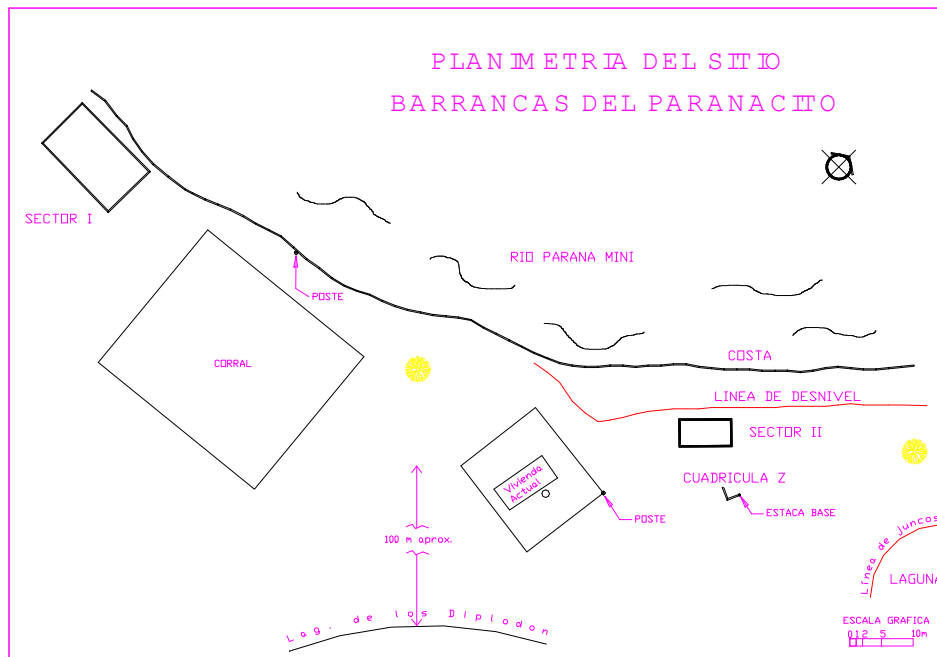 PLANIMETRIA DEL SITIO
BARRANCAS DEL PARANACITO
SECTOR I
RIO PARANA MINI
POSTE
COSTA
CORRAL
LINEA DE DESNIVEL
SECTOR II
Vivienda
Actual
CUADRICULA Z
ESTACA BASE
POSTE
100 m aprox.
Línea de juncos
LAGUNA
Lag. de los Diplodon
ESCALA GRAFICA
0 1 2 5 10m